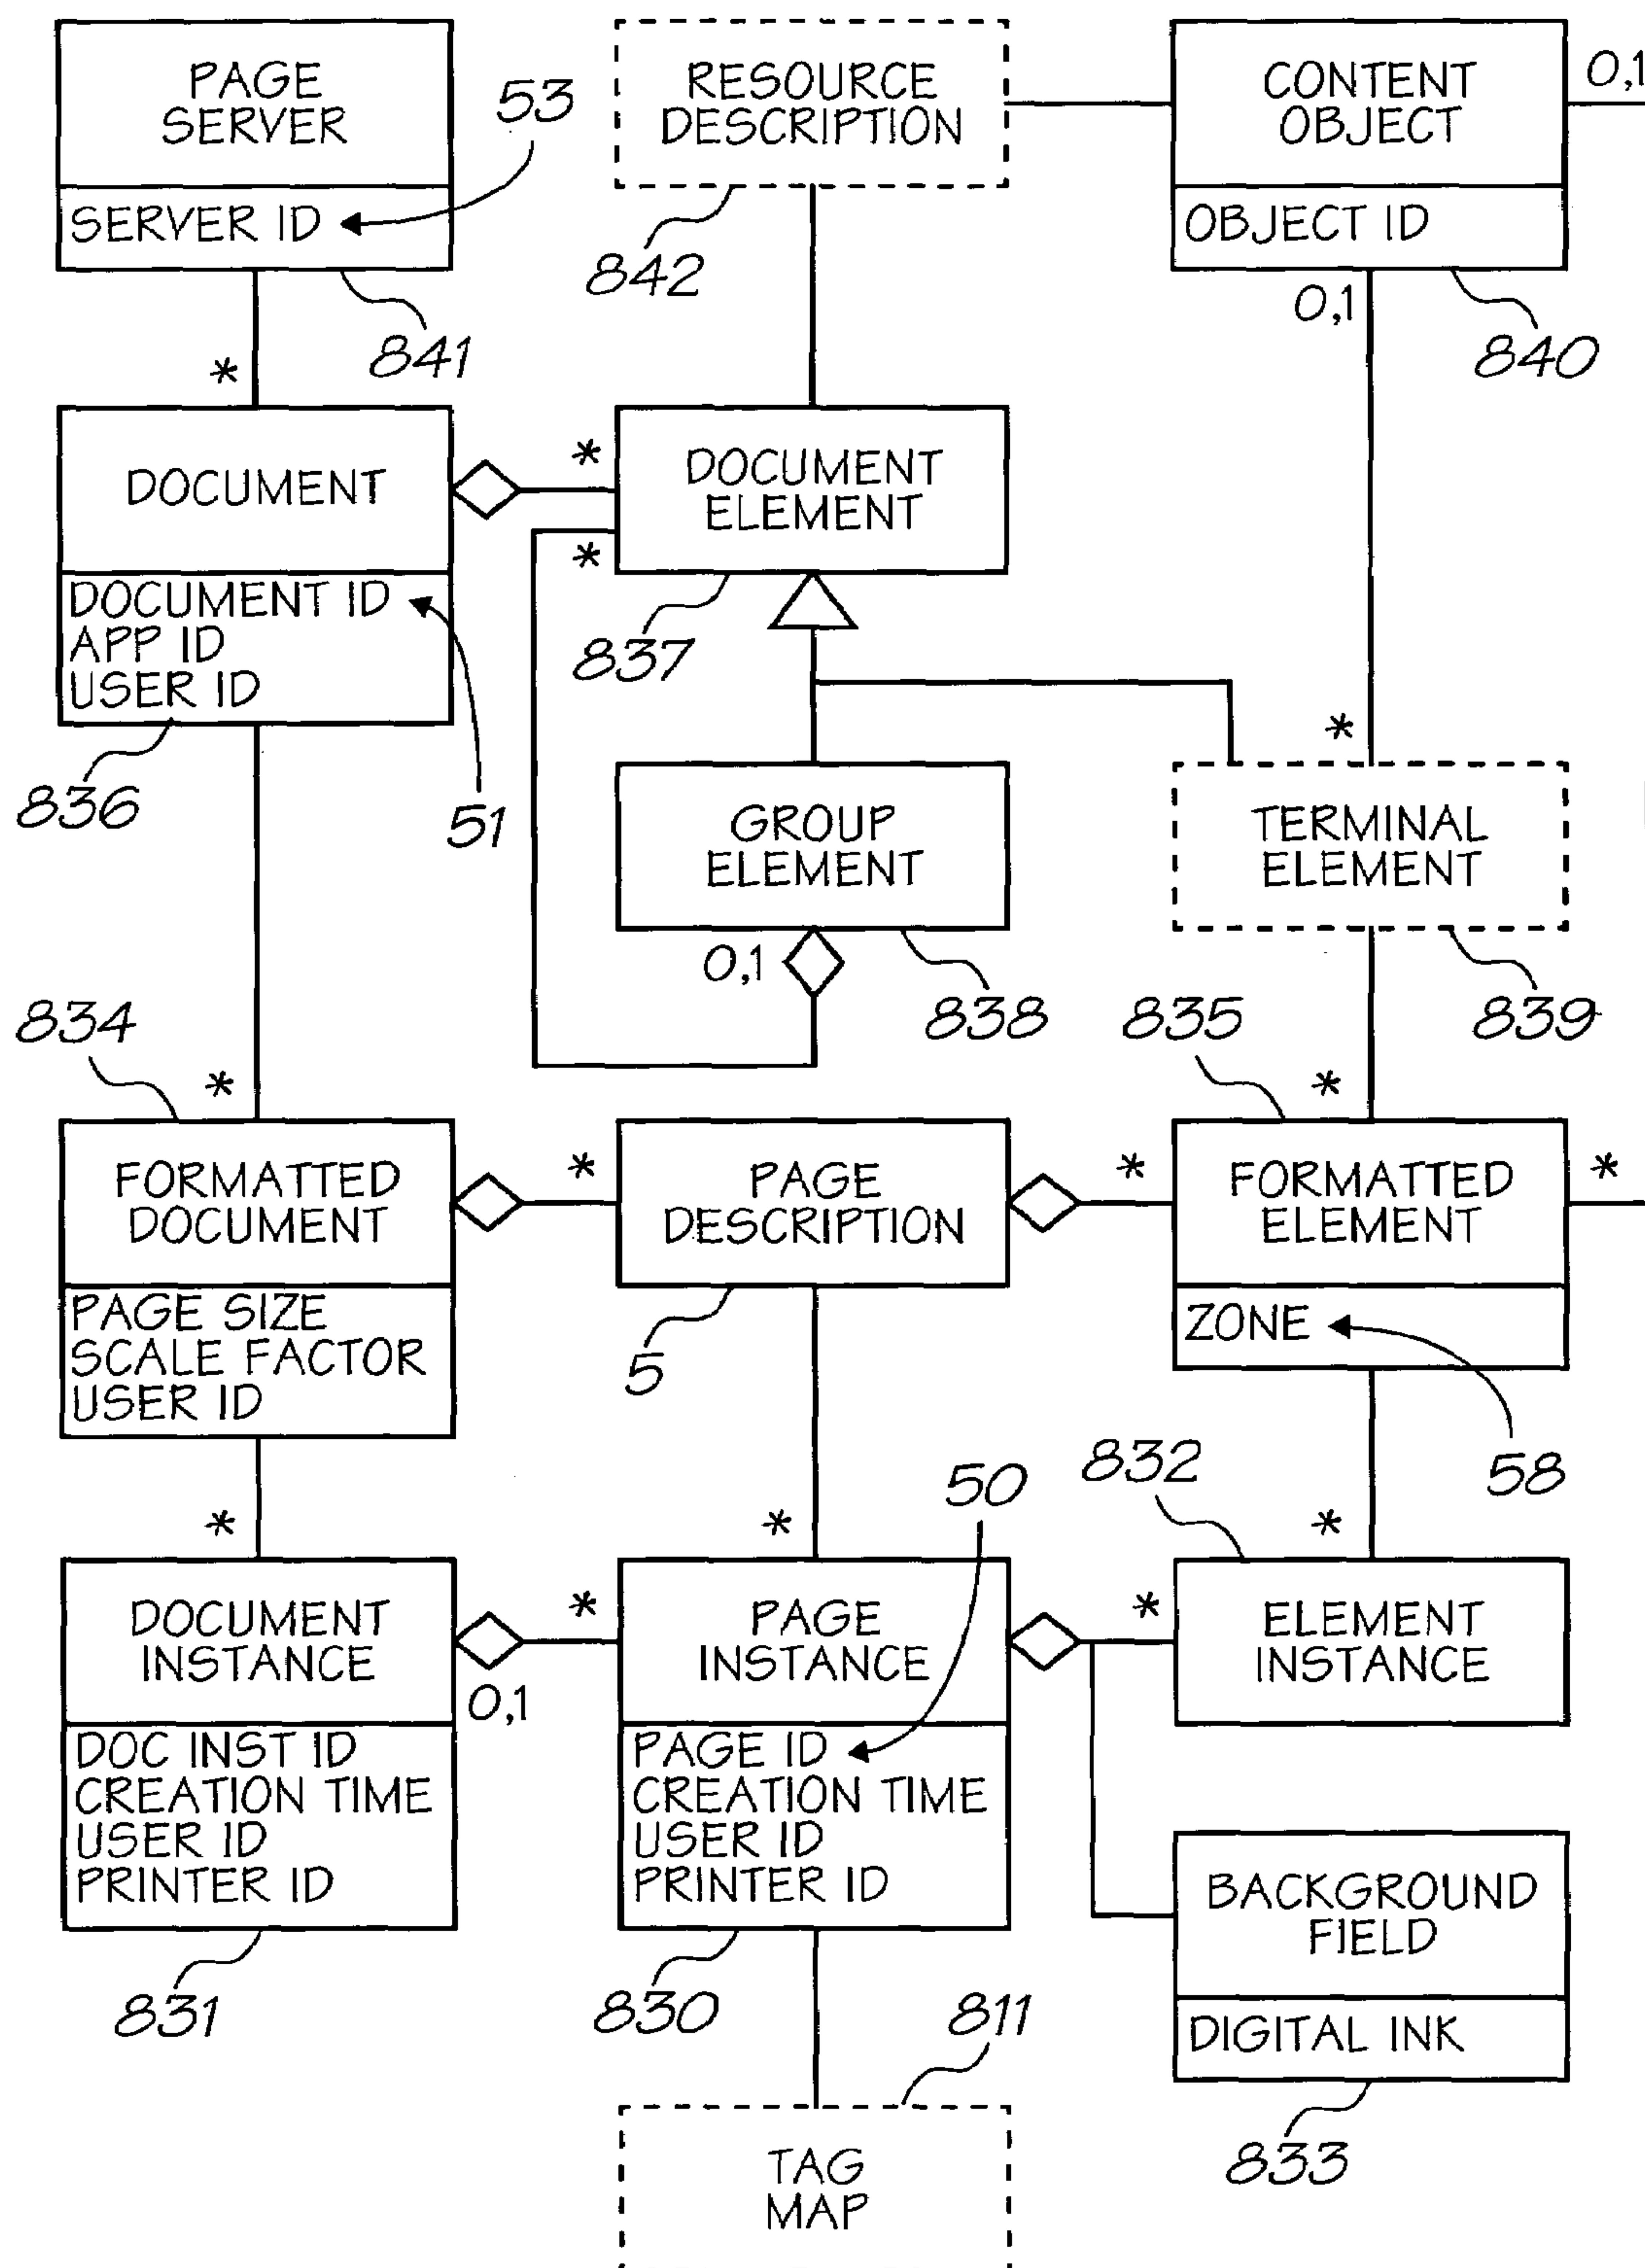 PAGE
SERVER
SERVER ID
53
841
RESOURCE
DESCRIPTION
842
CONTENT
OBJECT
OBJECT ID
0,1
0,1
840
*
DOCUMENT
DOCUMENT ID
APP ID
USER ID
836
51
*
*
DOCUMENT
ELEMENT
837
GROUP
ELEMENT
0,1
838
*
TERMINAL
ELEMENT
839
834
*
FORMATTED
DOCUMENT
PAGE SIZE
SCALE FACTOR
USER ID
*
PAGE
DESCRIPTION
5
835
*
*
FORMATTED
ELEMENT
*
ZONE
58
*
DOCUMENT
INSTANCE
DOC INST ID
CREATION TIME
USER ID
PRINTER ID
831
0,1
*
50
*
PAGE
INSTANCE
PAGE ID
CREATION TIME
USER ID
PRINTER ID
830
832
*
*
ELEMENT
INSTANCE
BACKGROUND
FIELD
DIGITAL INK
833
811
TAG
MAP